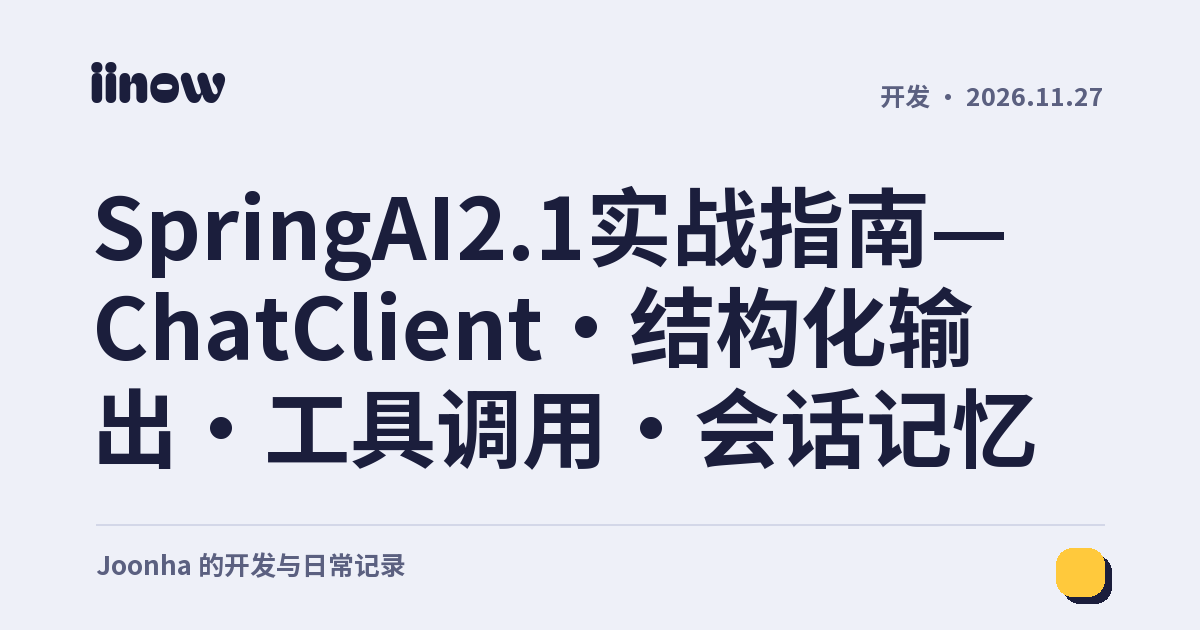 iinow
开发 · 2026.11.27
SpringAI2.1实战指南—
ChatClient·结构化输
出·工具调用·会话记忆
Joonha 的开发与日常记录